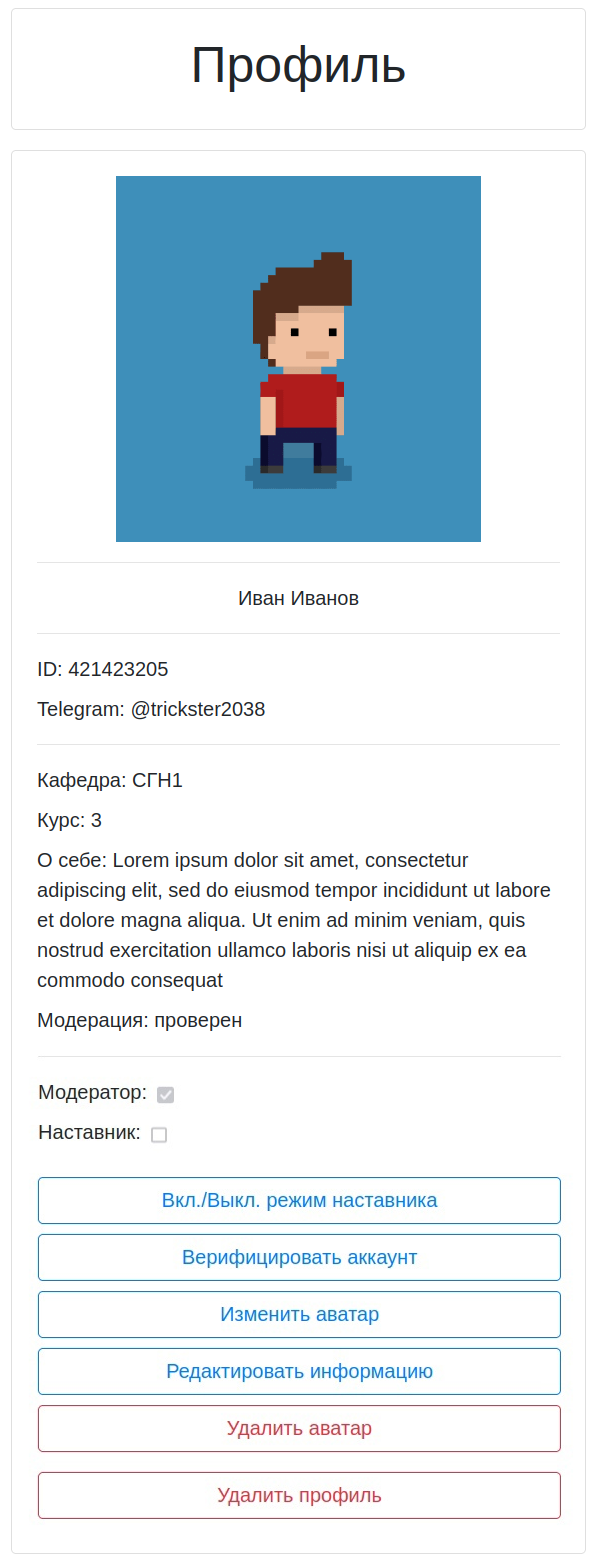 Профиль
Иван Иванов
ID: 421423205
Telegram: @trickster2038
Кафедра: СГН1
Курс: 3
О себе: Lorem ipsum dolor sit amet, consectetur
adipiscing elit, sed do eiusmod tempor incididunt ut labore
et dolore magna aliqua. Ut enim ad minim veniam, quis
nostrud exercitation ullamco laboris nisi ut aliquip ex ea
commodo consequat
Модерация: проверен
Модератор:
Наставник:
Вкл./Выкл. режим наставника
Верифицировать аккаунт
Изменить аватар
Редактировать информацию
Удалить аватар
Удалить профиль